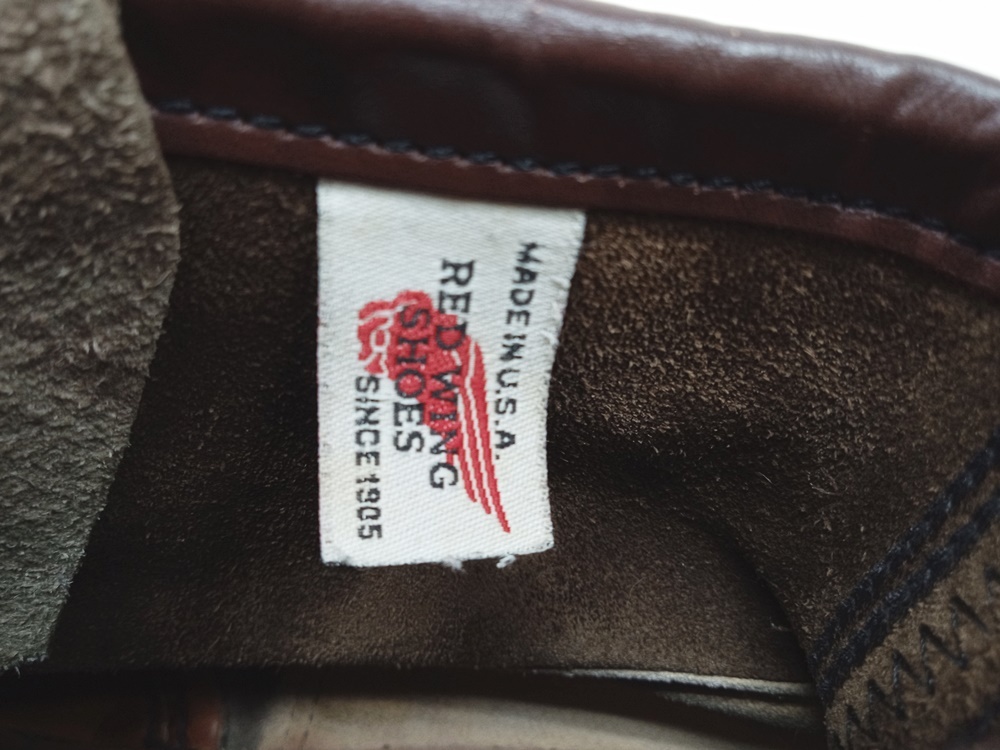 MADE IN U.S.A.
RED WING
SHOES
SINCE 1905